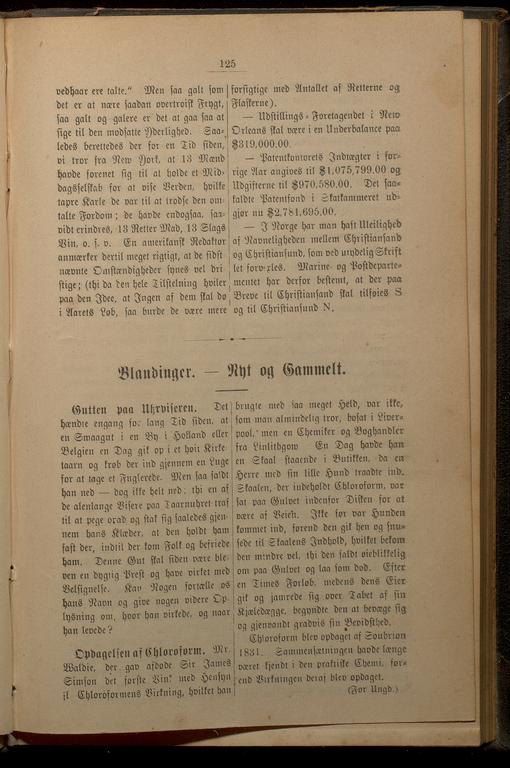 125
vedhaar ere talte." Men saa galt som
det er at nære saadan overtroisk Frygt,
saa galt og galere er det at gaa saa at
sige til den modsatte Yderlighed. Saa-
ledes berettedes der for en Tid siden,
vi tror fra New York, at 13 Mænd
havde forenet sig til at holde et Mid-
dagsselskab for at vise Verden, hvilke
tapre Karle de var til at trodse den om-
talte Fordom; de havde endogsaa, saa-
vidt erindres, 13 Retter Mad, 13 Slags
Vin, o. s. v. En amerikansk Redaktør
anmærker dertil meget rigtigt, at de sidst
nævnte Omstændigheder synes vel dri-
stige; (thi da den hele Tilstelning hviler
paa den Idee, at Ingen af dem skal dø
i Aarets Løb, saa burde de være mere
forsigtige med Antallet af Retterne og
Flaskerne).
— Udstillings-Foretagendet i New
Orleans skal være i en Underbalance paa
$319,000.00.
— Patentkontorets Indtægter i for-
rige Aar angives til $1,075,799.00 og
Udgifterne til $970,580.00. Det saa-
kaldte Patentfond i Skatkammeret ud-
gjør nu $2,781,695.00.
— I Norge har man haft Uleilighed
af Navneligheden mellem Christiansand
og Christiansund, som ved utydelig Skrift
let forvexles. Marine- og Postdeparte-
mentet har derfor bestemt, at der paa
Breve til Christiansand skal tilføies S
og til Christiansund N.
Blandinger. — Nyt og Gammelt.
Gutten paa Uhrviseren. Det
hændte engang for lang Tid siden, at
en Smaagut i en By i Holland eller
Belgien en Dag gik op i et høit Kirke-
taarn og krøb der ind gjennem en Luge
for at tage et Fuglerede. Men saa faldt
han ned — dog ikke helt ned; thi en af
de alenlange Visere paa Taarnuhret traf
til at pege opad og stak sig saaledes gjen-
nem hans Klæder, at den holdt ham
fast der, indtil der kom Folk og befriede
ham. Denne Gut skal siden være ble-
ven en dygtig Prest og have virket med
Velsignelse. Kan Nogen fortælle os
hans Navn og give nogen videre Op-
lysning om, hvor han virkede, og naar
han levede?
Opdagelsen af Chloroform. Mr.
Waldie, der gav afdøde Sir James
Simson det første Vink med Hensyn
til Chloroformens Virkning, hvilket han
brugte med saa meget Held, var ikke,
som man almindelig tror, bosat i Liver-
pool, men en Chemiker og Boghandler
fra Linlithgow. En Dag havde han
en Skaal staaende i Butikken, da en
Herre med sin lille Hund traadte ind.
Skaalen, der indeholdt Chloroform, var
sat paa Gulvet indenfor Disken for at
være af Veien. Ikke før var Hunden
kommet ind, førend den gik hen og snu-
sede til Skaalens Indhold, hvilket bekom
den mindre vel, thi den faldt øieblikkelig
om paa Gulvet og laa som død. Efter
en Times Forløb, medens dens Eier
gik og jamrede sig over Tabet af sin
Kjæledægge, begyndte den at bevæge sig
og gjenvandt gradvis sin Bevidsthed.
Chloroform blev opdaget af Soubrion
1831. Sammensætningen havde længe
været kjendt i den praktiske Chemi, før-
end Virkningen deraf blev opdaget.
(For Ungd.)